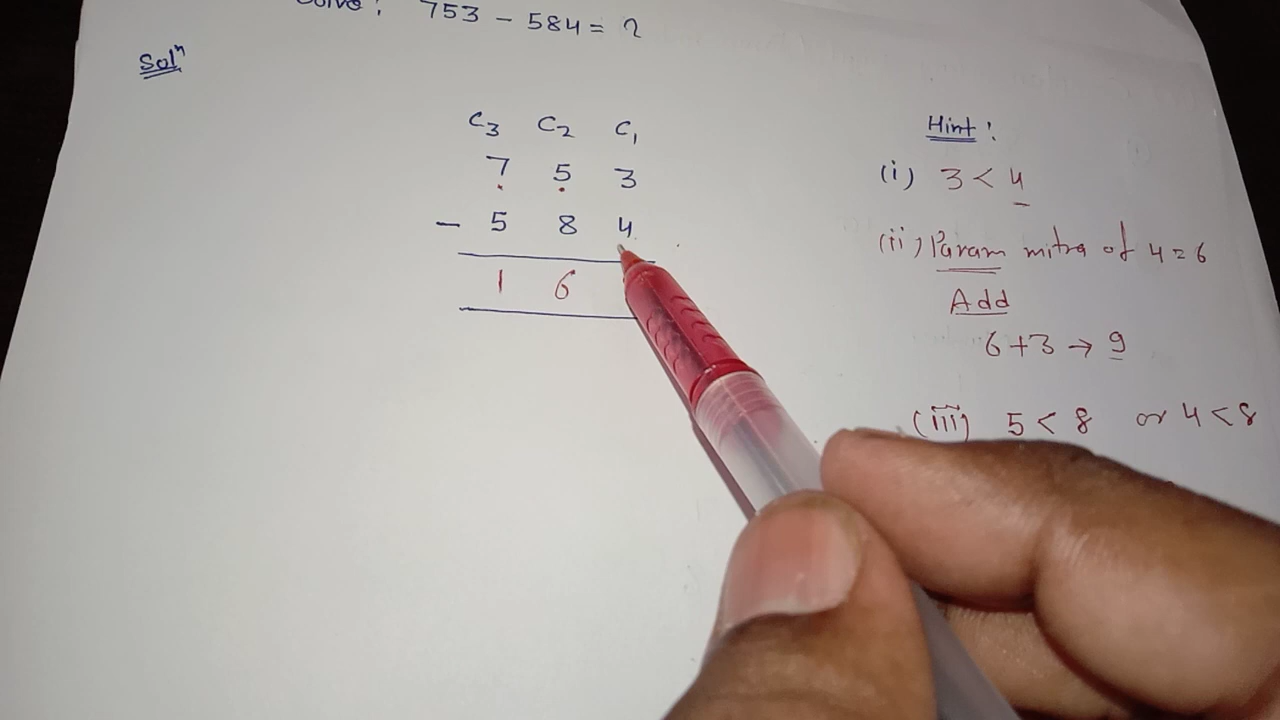 Solve : 753 - 584 = ?
Solⁿ
C₃ C₂ C₁
7 5 3
- 5 8 4
1 6
Hint :
(i) 3 < 4
(ii) Param mitra of 4 = 6
Add
6+3 → 9
(iii) 5 < 8 or 4 < 8